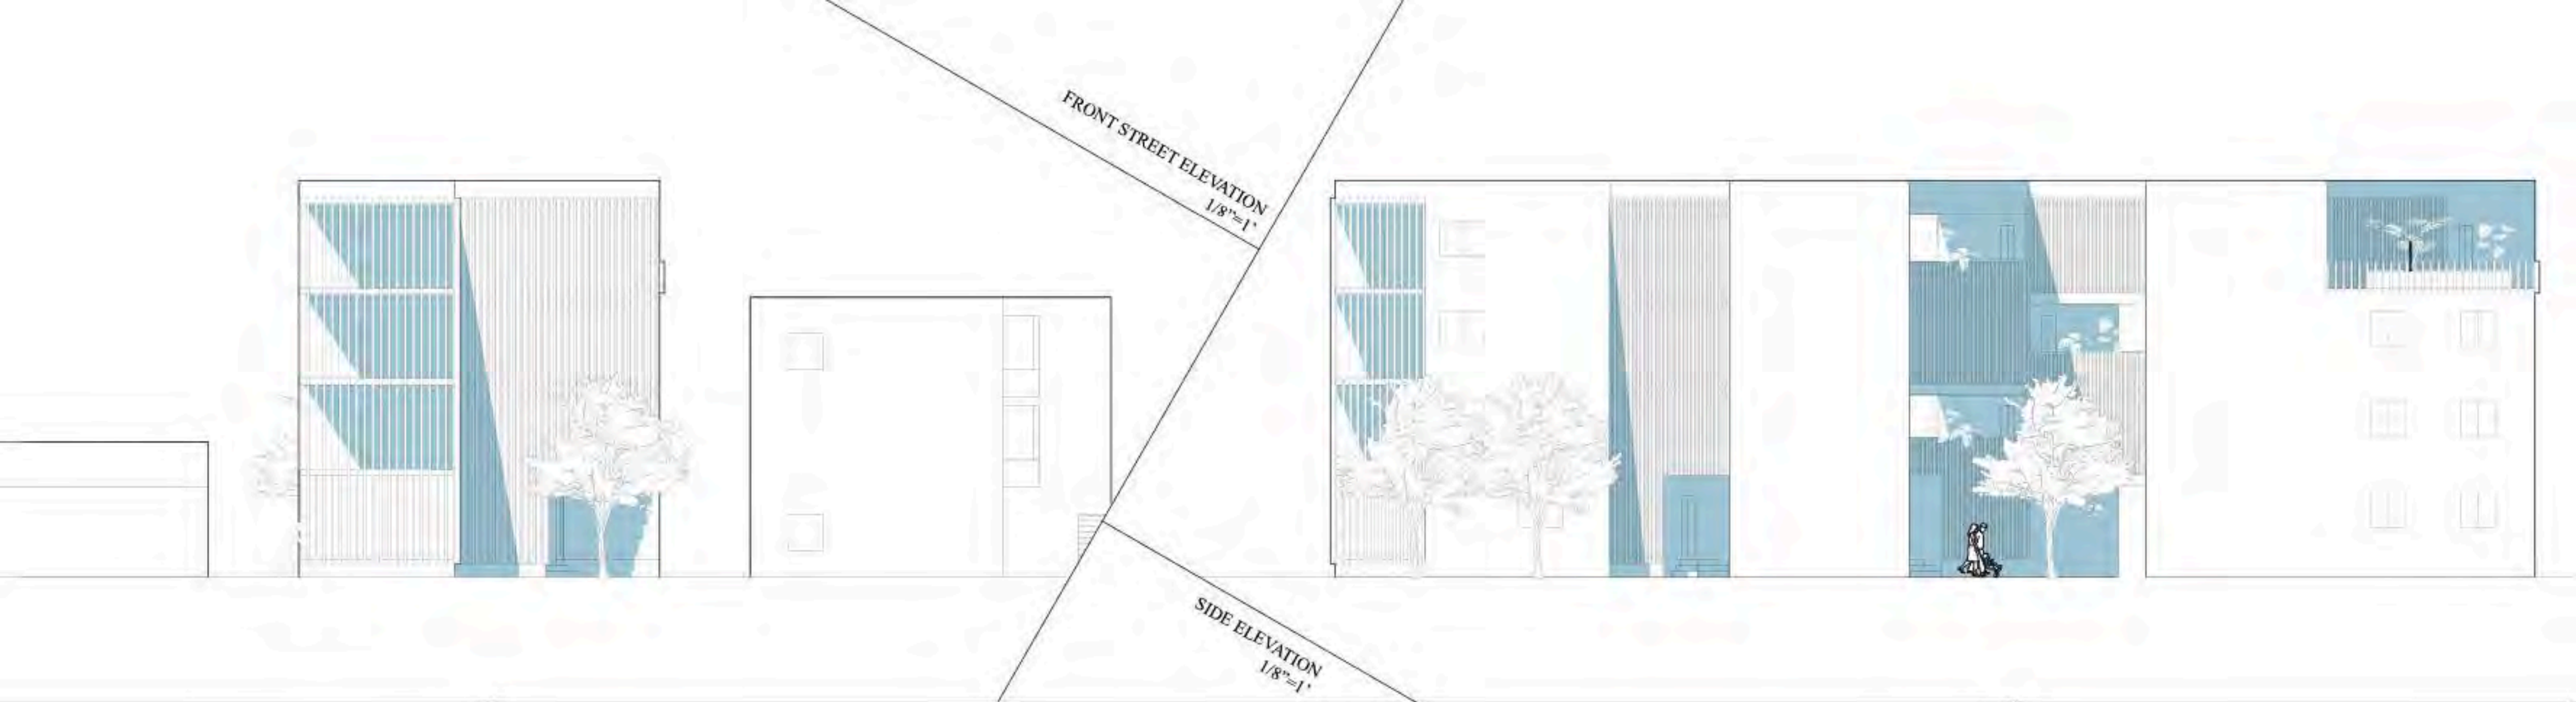 FRONT STREET ELEVATION
1/8"=1'
SIDE ELEVATION
1/8"=1'